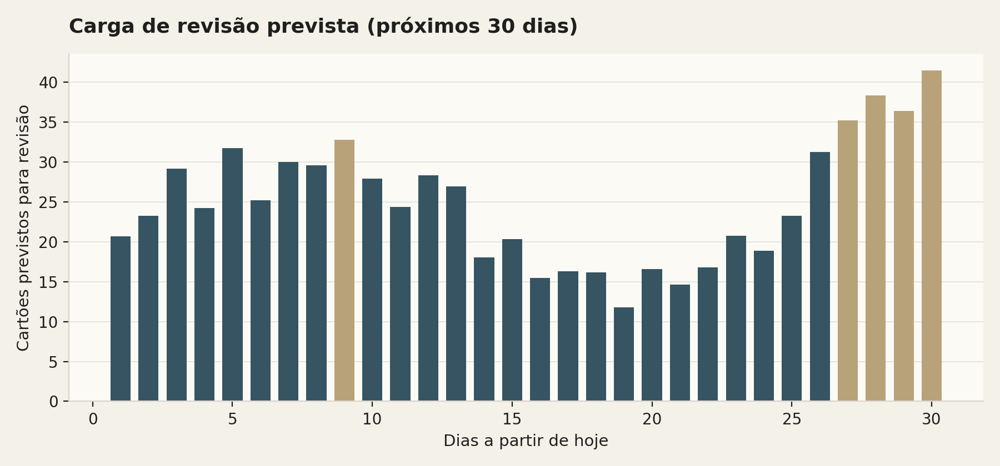 Carga de revisão prevista (próximos 30 dias)
Cartões previstos para revisão
40
35
30
25
20
15
10
5
0
0 5 10 15 20 25 30
Dias a partir de hoje